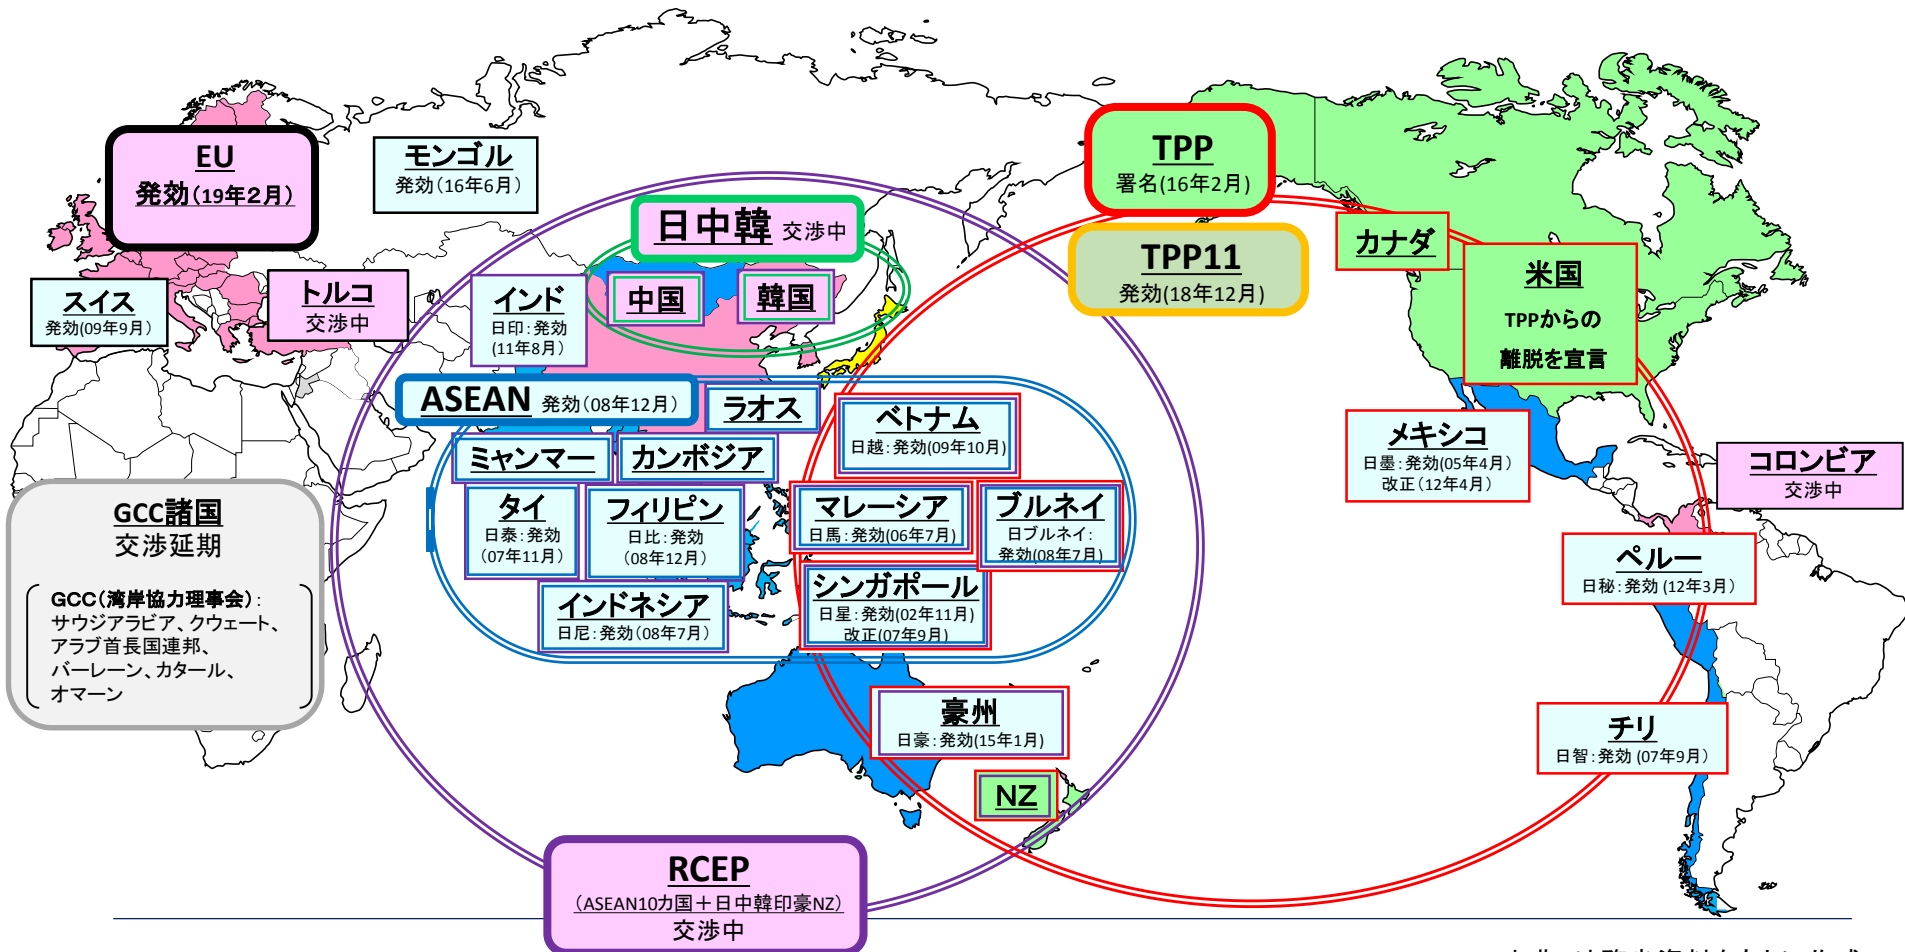 EU
発効(19年2月)
モンゴル
発効(16年6月)
TPP
署名(16年2月)
日中韓 交渉中
TPP11
発効(18年12月)
カナダ
米国
TPPからの
離脱を宣言
スイス
発効(09年9月)
トルコ
交渉中
インド
日印:発効
(11年8月)
中国
韓国
ASEAN 発効(08年12月)
ラオス
ベトナム
日越:発効(09年10月)
ミャンマー
カンボジア
メキシコ
日墨:発効(05年4月)
改正(12年4月)
コロンビア
交渉中
タイ
日泰:発効
(07年11月)
フィリピン
日比:発効
(08年12月)
マレーシア
日馬:発効(06年7月)
ブルネイ
日ブルネイ:
発効(08年7月)
GCC諸国
交渉延期
GCC(湾岸協力理事会):
サウジアラビア、クウェート、
アラブ首長国連邦、
バーレーン、カタール、
オマーン
インドネシア
日尼:発効(08年7月)
シンガポール
日星:発効(02年11月)
改正(07年9月)
ペルー
日秘:発効(12年3月)
豪州
日豪:発効(15年1月)
チリ
日智:発効(07年9月)
NZ
RCEP
(ASEAN10カ国+日中韓印豪NZ)
交渉中